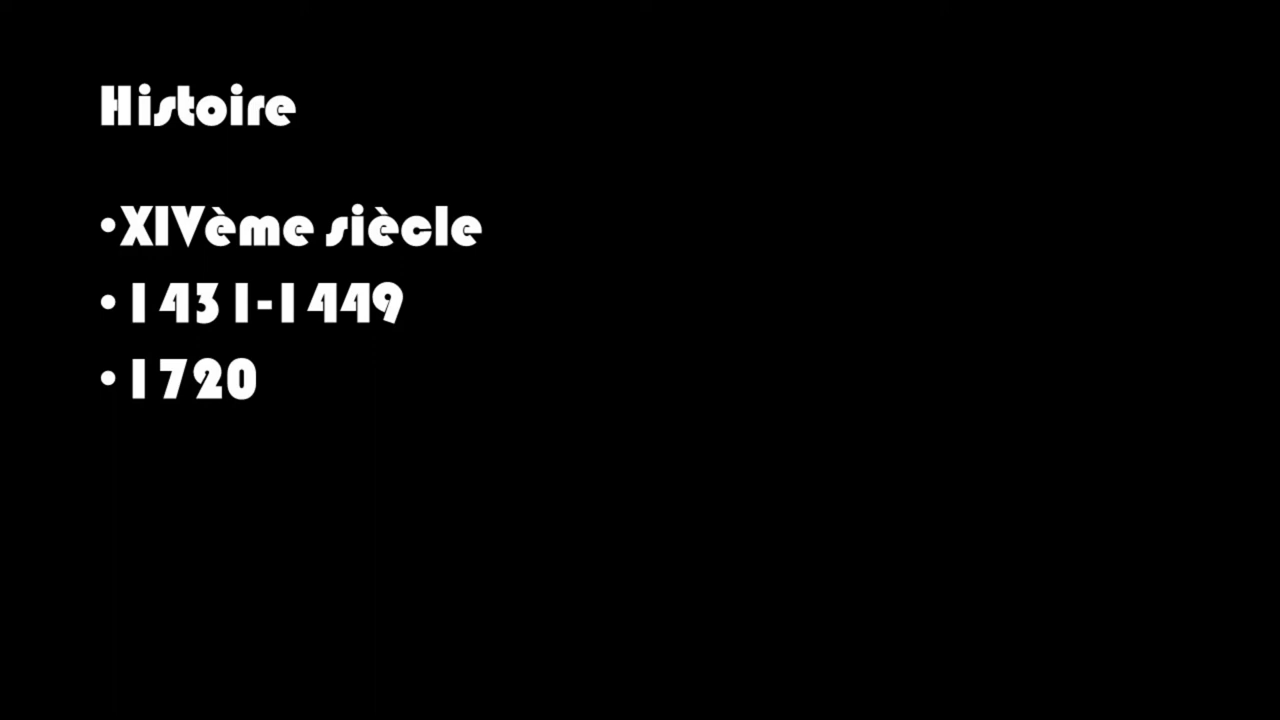 Histoire
•XIVème siècle
• 1431-1449
• 1720